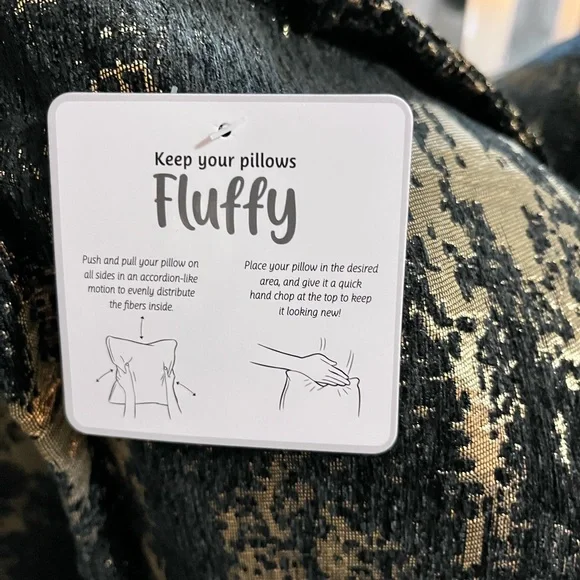 Keep your pillows
Fluffy
Push and pull your pillow on
all sides in an accordion-like
motion to evenly distribute
the fibers inside.
Place your pillow in the desired
area, and give it a quick
hand chop at the top to keep
it looking new!